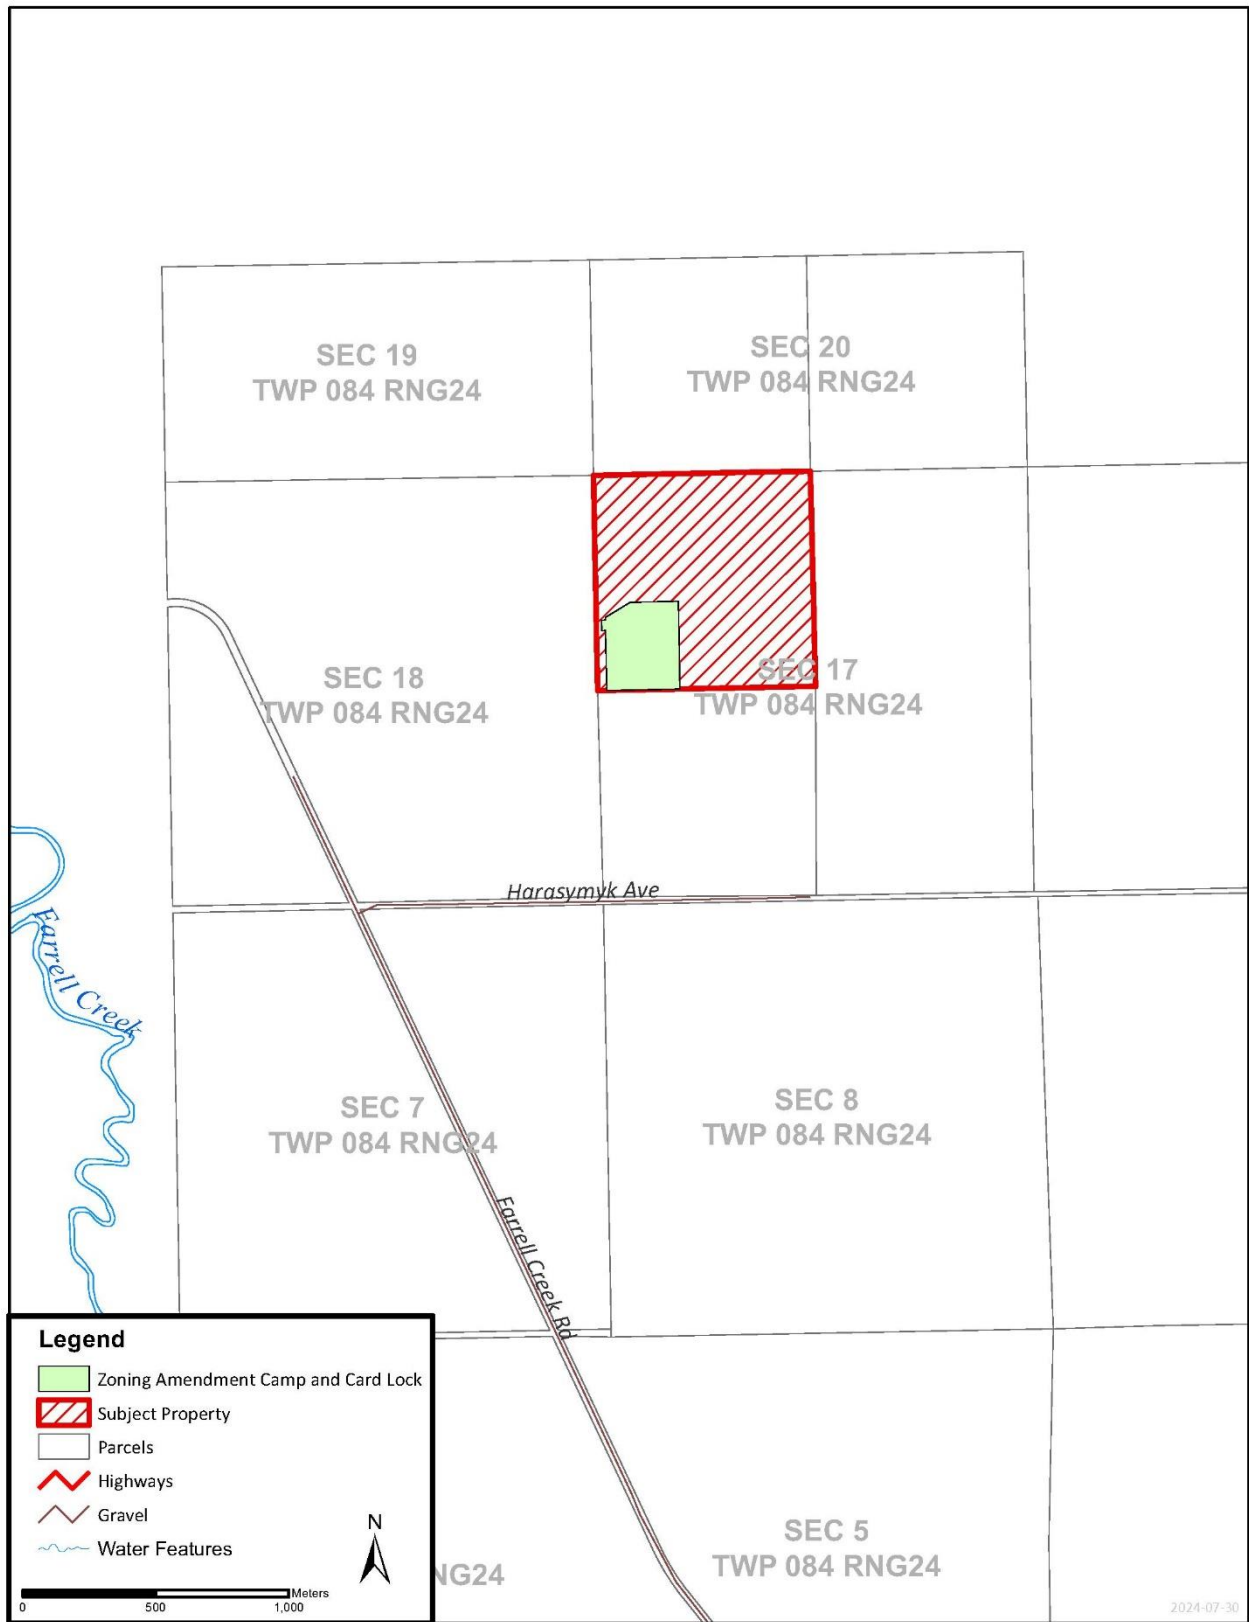 SEC 19
TWP 084 RNG24
SEC 20
TWP 084 RNG24
SEC 18
TWP 084 RNG24
SEC 17
TWP 084 RNG24
Harasymyk Ave
Farrell Creek
SEC 7
TWP 084 RNG24
SEC 8
TWP 084 RNG24
Farrell Creek Rd
SEC 5
TWP 084 RNG24
NG24
Legend
Zoning Amendment Camp and Card Lock
Subject Property
Parcels
Highways
Gravel
Water Features
N
Meters
0 500 1,000
2024-07-30